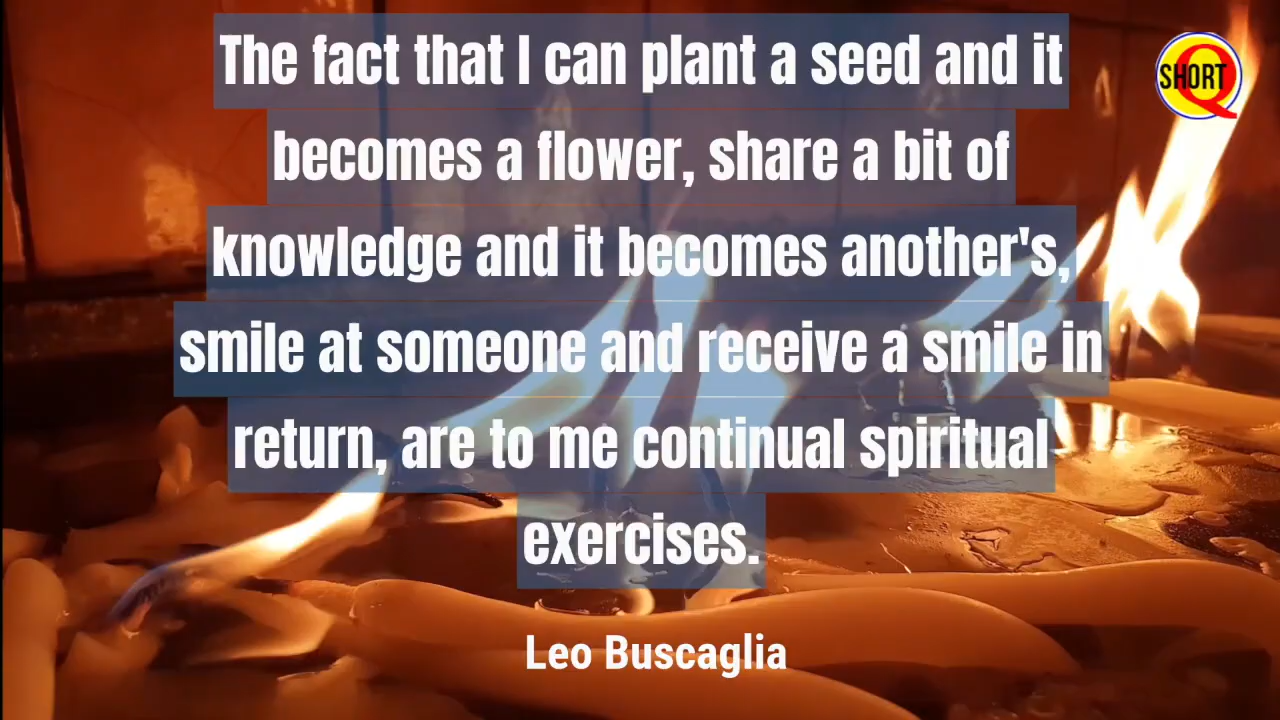 The fact that I can plant a seed and it
becomes a flower, share a bit of
knowledge and it becomes another's,
smile at someone and receive a smile in
return, are to me continual spiritual
exercises.
Leo Buscaglia
SHORT
Q